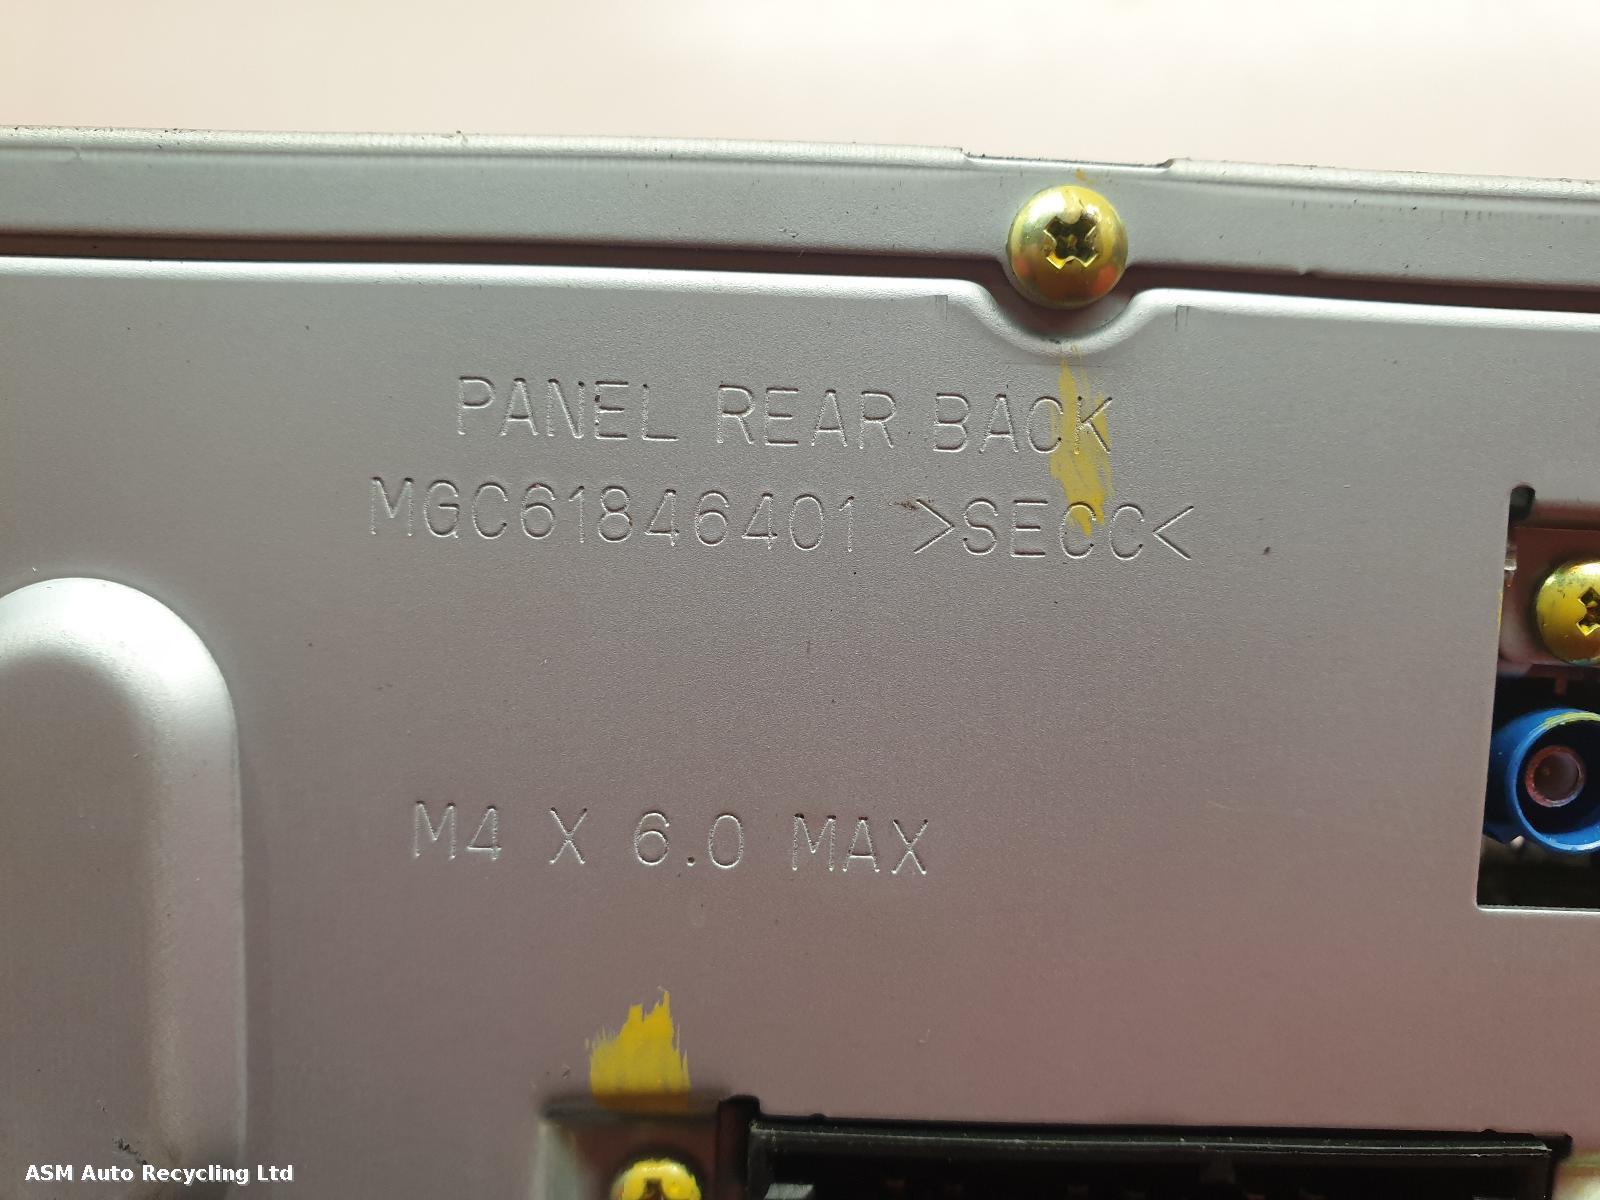 PANEL REAR BACK
MGC61846401 >SECC<
M4 X 6.0 MAX
ASM Auto Recycling Ltd